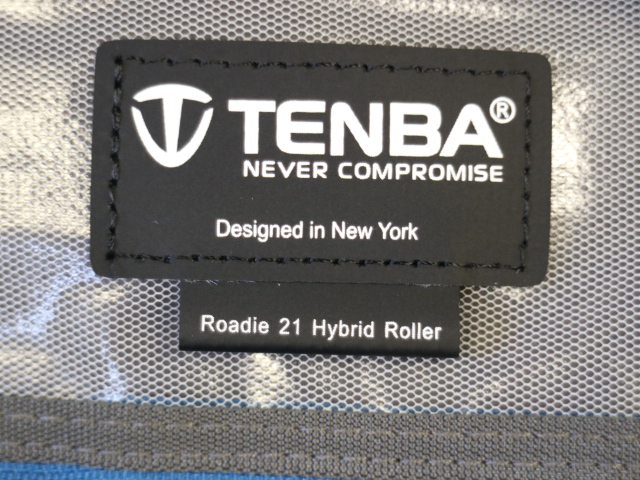 TENBA®
NEVER COMPROMISE
Designed in New York
Roadie 21 Hybrid Roller